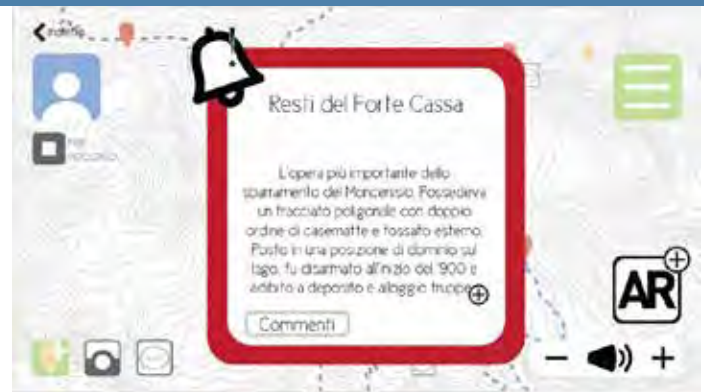 Indietro
Resti del Forte Cassa
L'opera più importante dello
sbarramento del Moncenisio. Possedeva
un tracciato poligonale con doppio
ordine di casematte e fossato esterno.
Posto in una posizione di dominio sul
lago, fu disarmato all'inizio del '900 e
adibito a deposito e alloggio truppe
Commenti
AR